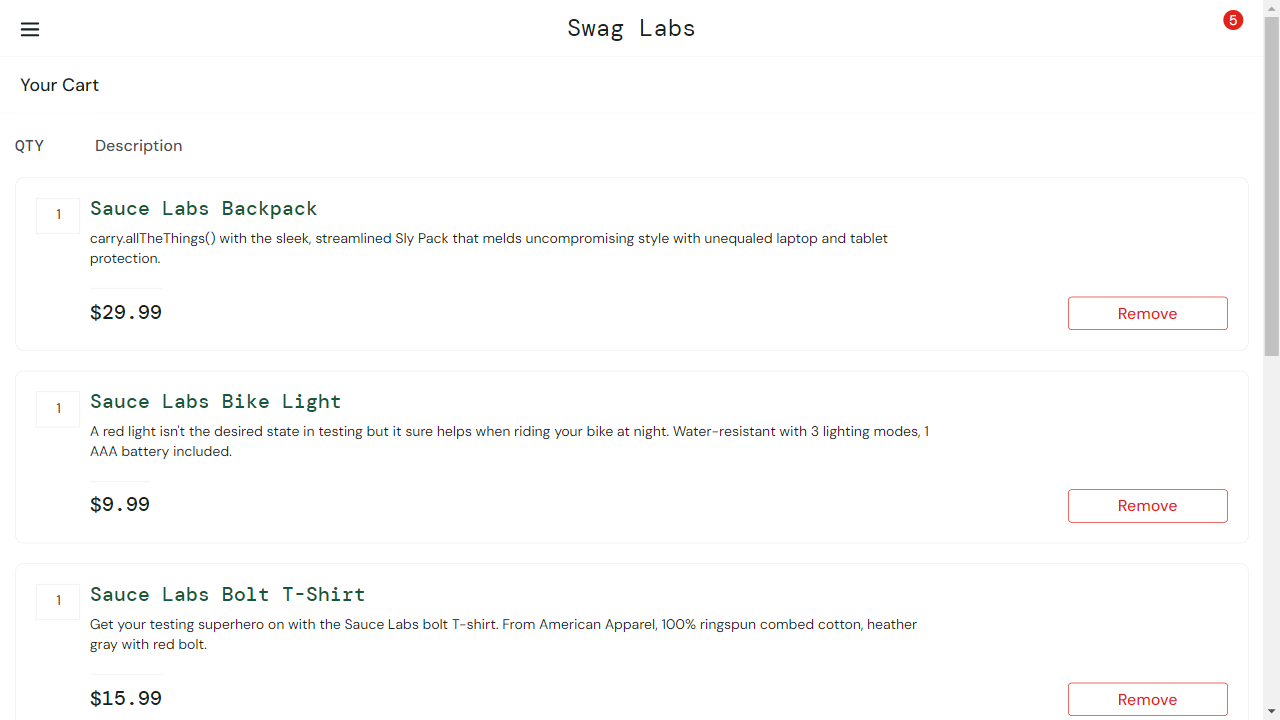 Swag Labs
5
Your Cart
QTY Description
1
Sauce Labs Backpack
carry.allTheThings() with the sleek, streamlined Sly Pack that melds uncompromising style with unequaled laptop and tablet
protection.
$29.99
Remove
1
Sauce Labs Bike Light
A red light isn't the desired state in testing but it sure helps when riding your bike at night. Water-resistant with 3 lighting modes, 1
AAA battery included.
$9.99
Remove
1
Sauce Labs Bolt T-Shirt
Get your testing superhero on with the Sauce Labs bolt T-shirt. From American Apparel, 100% ringspun combed cotton, heather
gray with red bolt.
$15.99
Remove